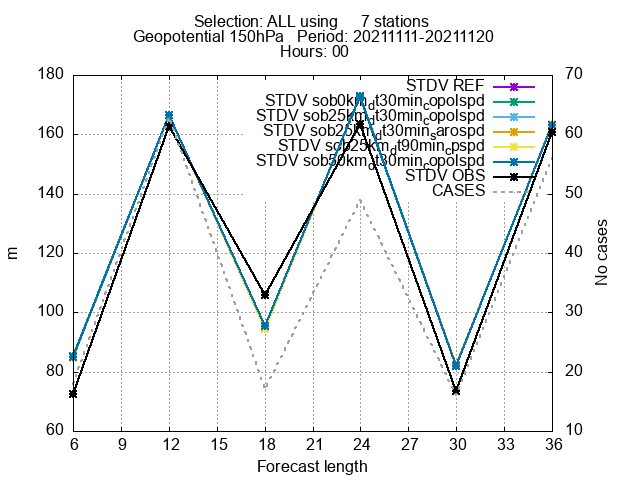 Selection: ALL using 7 stations
Geopotential 150hPa Period: 20211111-20211120
Hours: 00
180 70
STDV REF
STDV sob0km_dt30min_copolspd
STDV sob25km_dt30min_copolspd
STDV sob25km_dt30min_sarospd
STDV sob25km_dt90min_cpspd
STDV sob50km_dt30min_copolspd
STDV OBS
CASES
160 60
140 50
120 40
100 30
80 20
60 10
m
No cases
6 9 12 15 18 21 24 27 30 33 36
Forecast length